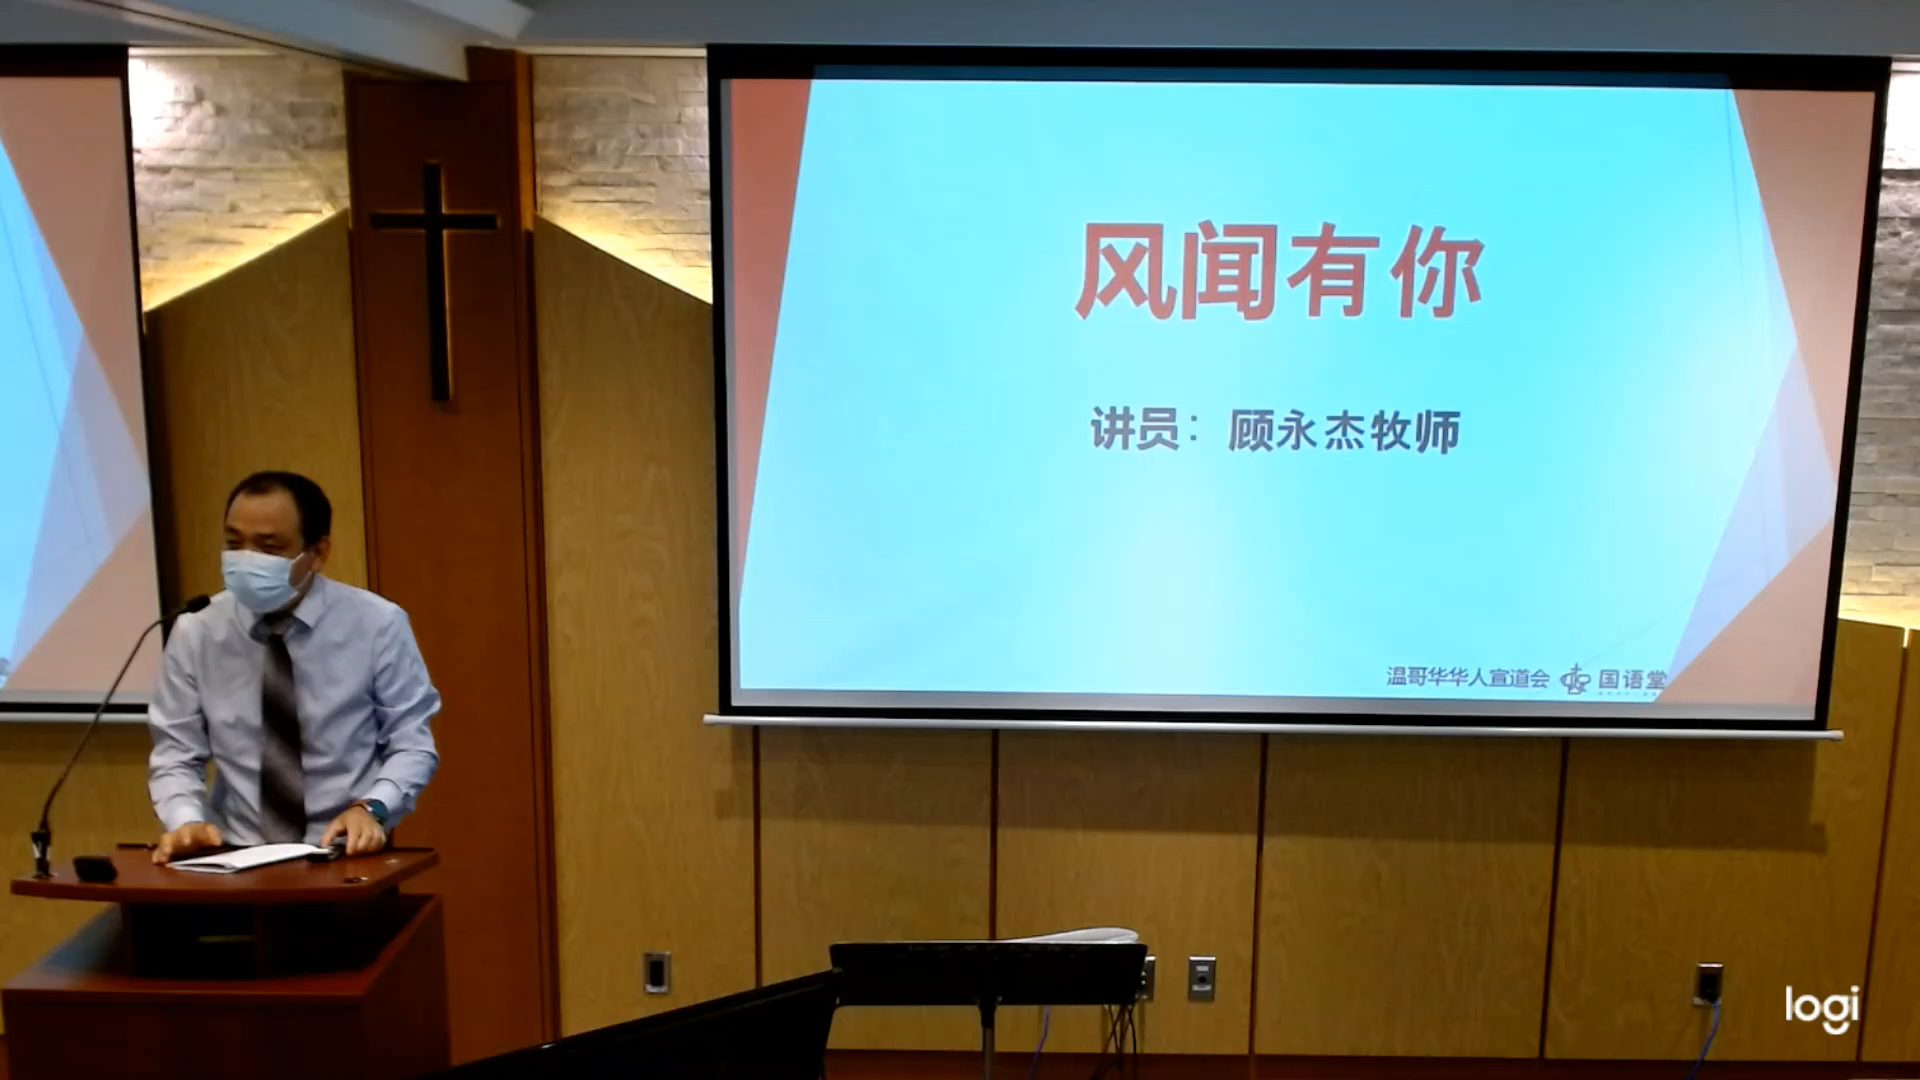 风闻有你
讲员：顾永杰牧师
温哥华华人宣道会 国语堂
logi